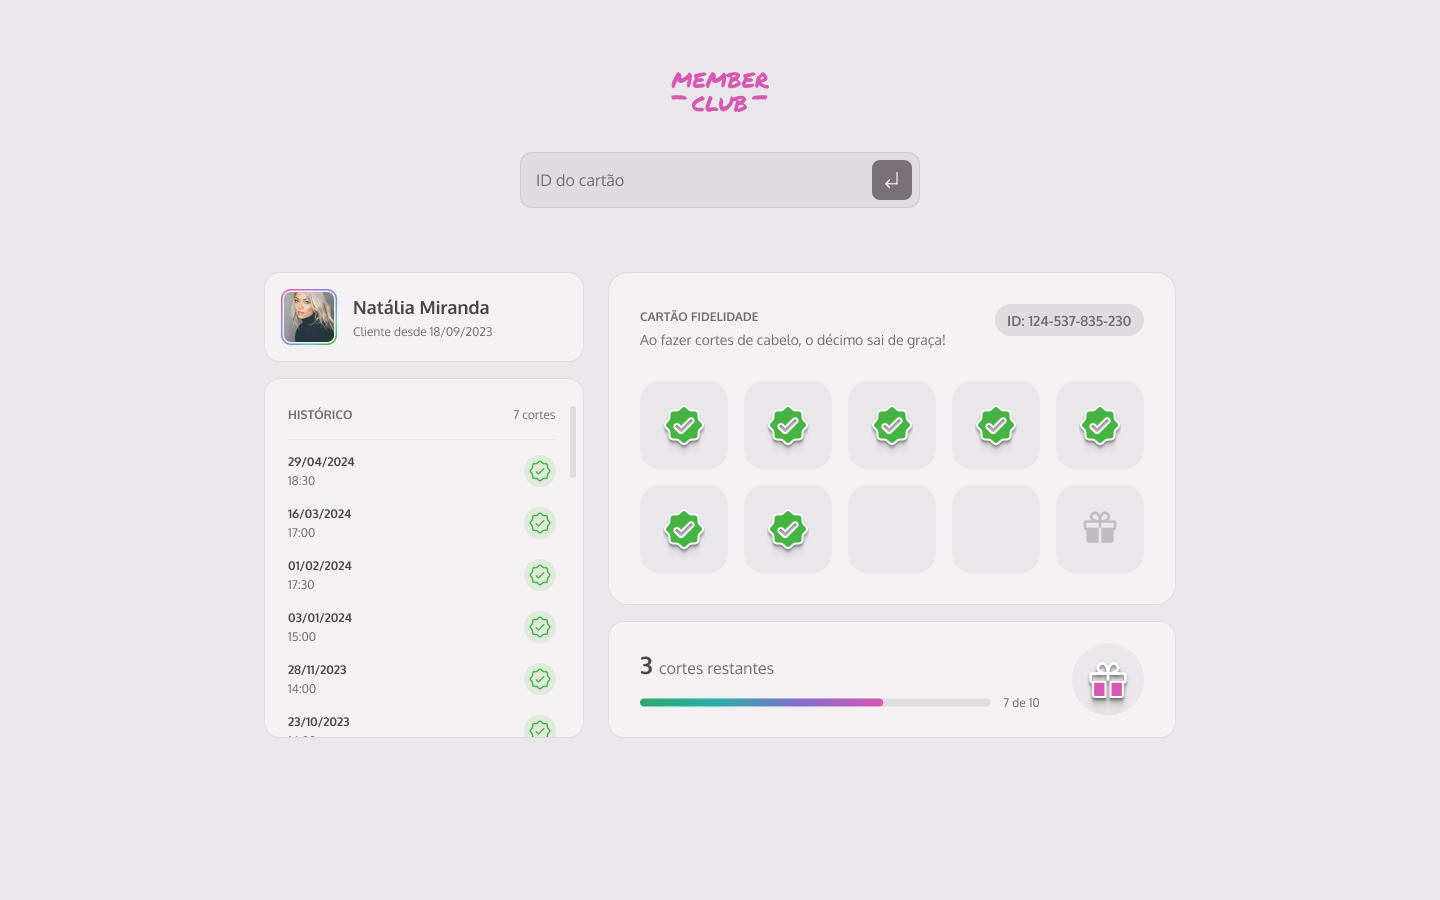 MEMBER
CLUB
ID do cartão
Natália Miranda
Cliente desde 18/09/2023
HISTÓRICO
7 cortes
29/04/2024
18:30
16/03/2024
17:00
01/02/2024
17:30
03/01/2024
15:00
28/11/2023
14:00
23/10/2023
CARTÃO FIDELIDADE
ID: 124-537-835-230
Ao fazer cortes de cabelo, o décimo sai de graça!
3 cortes restantes
7 de 10